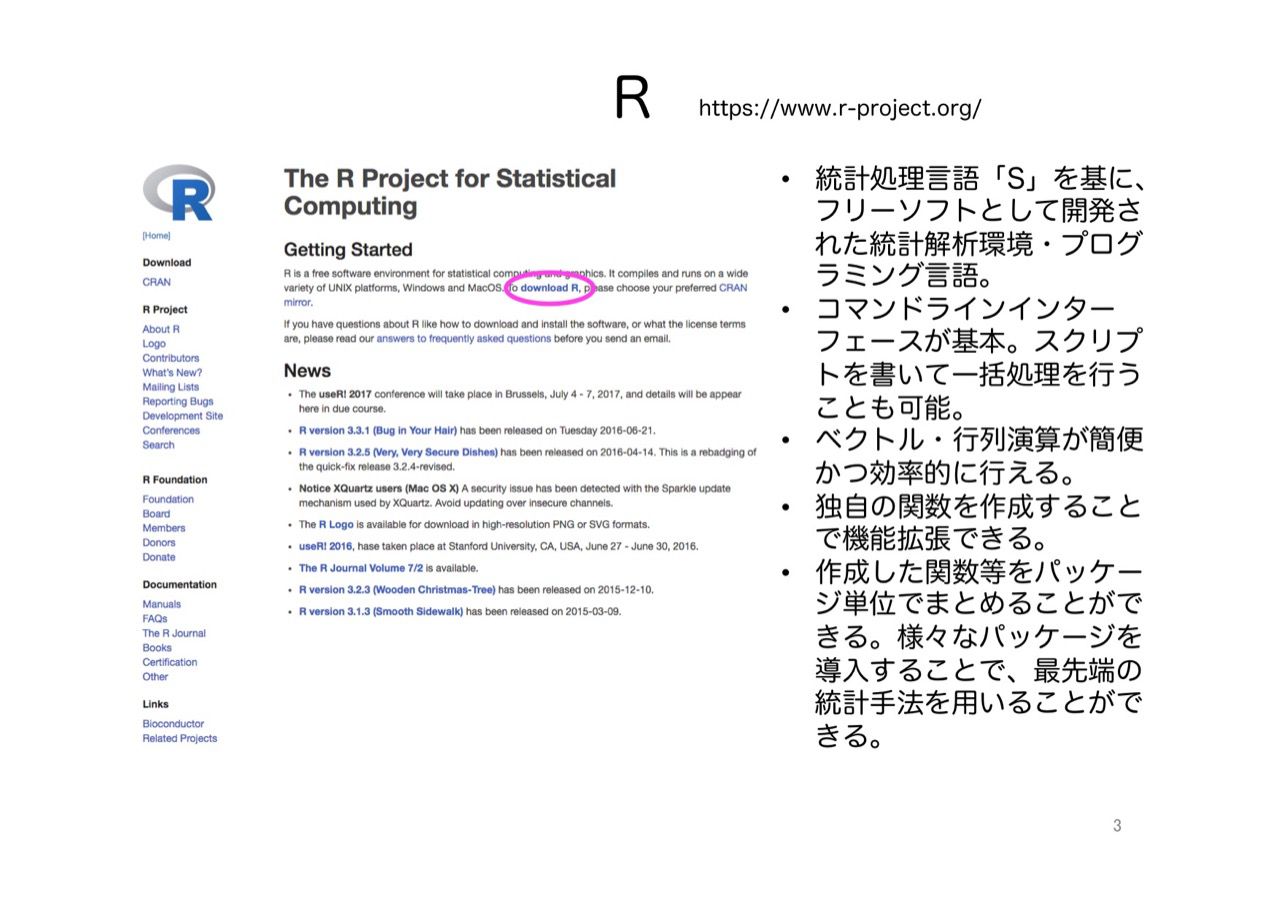 R https://www.r-project.org/
R
[Home]
Download
CRAN
R Project
About R
Logo
Contributors
What's New?
Mailing Lists
Reporting Bugs
Development Site
Conferences
Search
R Foundation
Foundation
Board
Members
Donors
Donate
Documentation
Manuals
FAQs
The R Journal
Books
Certification
Other
Links
Bioconductor
Related Projects
The R Project for Statistical
Computing
Getting Started
R is a free software environment for statistical computing and graphics. It compiles and runs on a wide
variety of UNIX platforms, Windows and MacOS. To download R, please choose your preferred CRAN
mirror.
If you have questions about R like how to download and install the software, or what the license terms
are, please read our answers to frequently asked questions before you send an email.
News
• The useR! 2017 conference will take place in Brussels, July 4 - 7, 2017, and details will be appear
here in due course.
• R version 3.3.1 (Bug in Your Hair) has been released on Tuesday 2016-06-21.
• R version 3.2.5 (Very, Very Secure Dishes) has been released on 2016-04-14. This is a rebadging of
the quick-fix release 3.2.4-revised.
• Notice XQuartz users (Mac OS X) A security issue has been detected with the Sparkle update
mechanism used by XQuartz. Avoid updating over insecure channels.
• The R Logo is available for download in high-resolution PNG or SVG formats.
• useR! 2016, hase taken place at Stanford University, CA, USA, June 27 - June 30, 2016.
• The R Journal Volume 7/2 is available.
• R version 3.2.3 (Wooden Christmas-Tree) has been released on 2015-12-10.
• R version 3.1.3 (Smooth Sidewalk) has been released on 2015-03-09.
• 統計処理言語「S」を基に、
フリーソフトとして開発さ
れた統計解析環境・プログ
ラミング言語。
• コマンドラインインター
フェースが基本。スクリプ
トを書いて一括処理を行う
ことも可能。
• ベクトル・行列演算が簡便
かつ効率的に行える。
• 独自の関数を作成すること
で機能拡張できる。
• 作成した関数等をパッケー
ジ単位でまとめることがで
きる。様々なパッケージを
導入することで、最先端の
統計手法を用いることがで
きる。
3